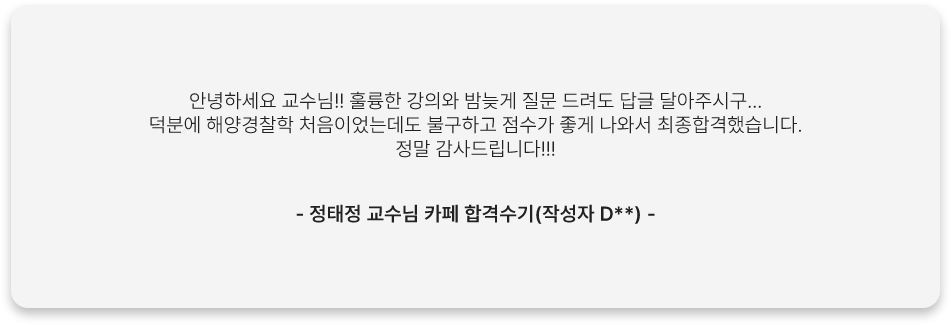 안녕하세요 교수님!! 훌륭한 강의와 밤늦게 질문 드려도 답글 달아주시구...
덕분에 해양경찰학 처음이었는데도 불구하고 점수가 좋게 나와서 최종합격했습니다.
정말 감사드립니다!!!
- 정태정 교수님 카페 합격수기(작성자 D**) -